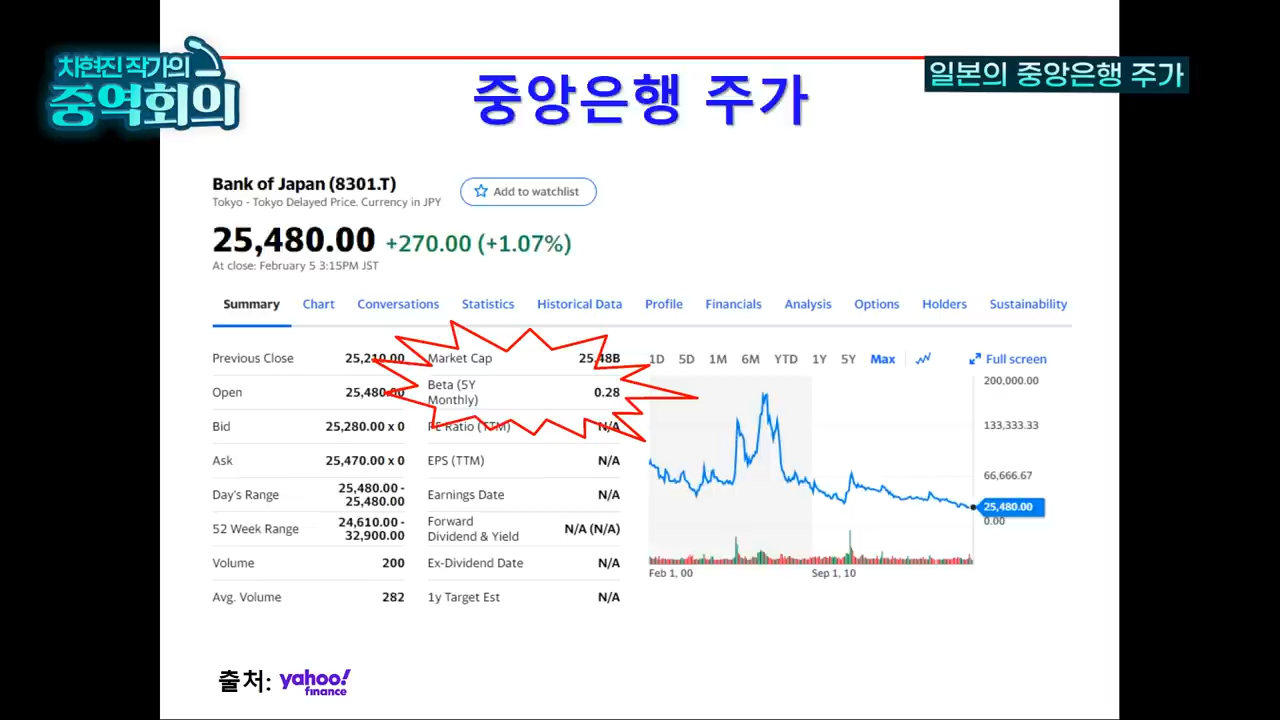 차현진 작가의
중역회의
일본의 중앙은행 주가
중앙은행 주가
Bank of Japan (8301.T)
Add to watchlist
Tokyo - Tokyo Delayed Price. Currency in JPY
25,480.00 +270.00 (+1.07%)
At close: February 5 3:15PM JST
Summary Chart Conversations Statistics Historical Data Profile Financials Analysis Options Holders Sustainability
Previous Close 25,210.00
Open 25,480.00
Bid 25,280.00 x 0
Ask 25,470.00 x 0
Day's Range 25,480.00 -
25,480.00
52 Week Range 24,610.00 -
32,900.00
Volume 200
Avg. Volume 282
Market Cap 25.48B
Beta (5Y
Monthly) 0.28
PE Ratio (TTM) N/A
EPS (TTM) N/A
Earnings Date N/A
Forward
Dividend & Yield N/A (N/A)
Ex-Dividend Date N/A
1y Target Est N/A
1D 5D 1M 6M YTD 1Y 5Y Max Full screen
200,000.00
133,333.33
66,666.67
25,480.00
0.00
Feb 1, 00 Sep 1, 10
출처: yahoo!
finance